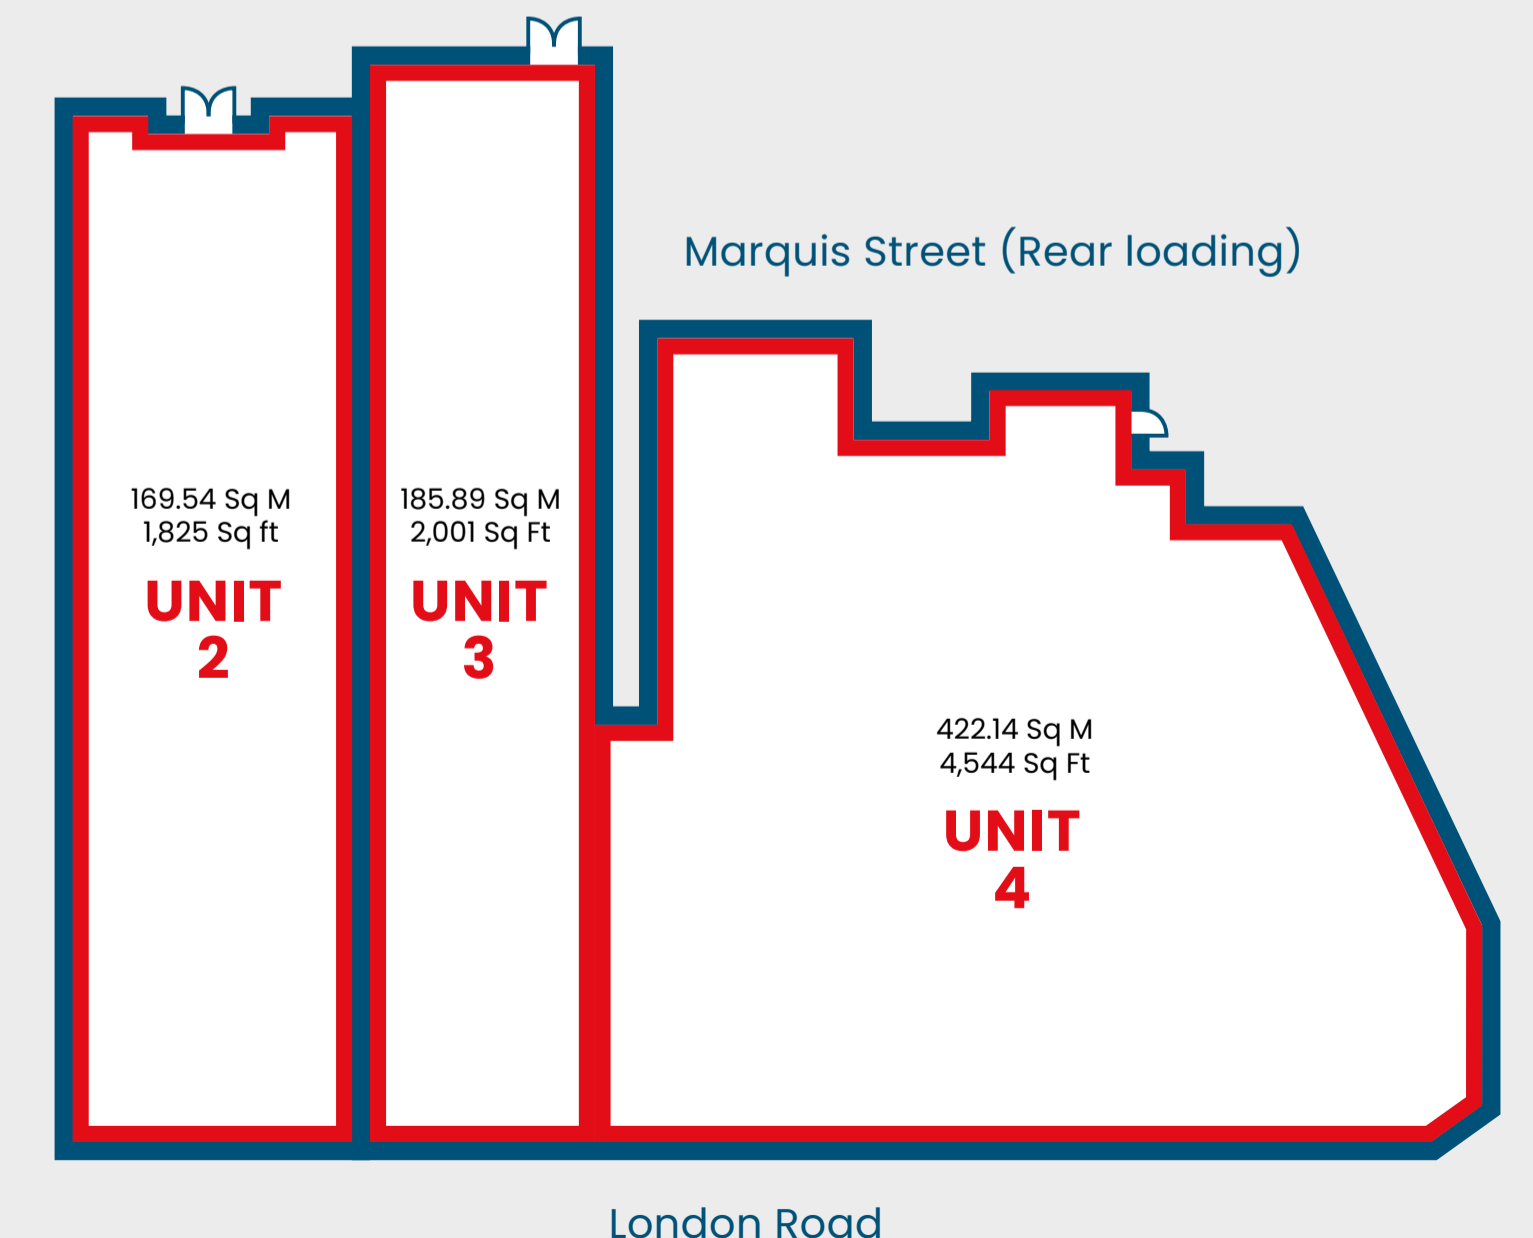 Marquis Street (Rear loading)
169.54 Sq M
1,825 Sq ft
UNIT
2
185.89 Sq M
2,001 Sq Ft
UNIT
3
422.14 Sq M
4,544 Sq Ft
UNIT
4
London Road